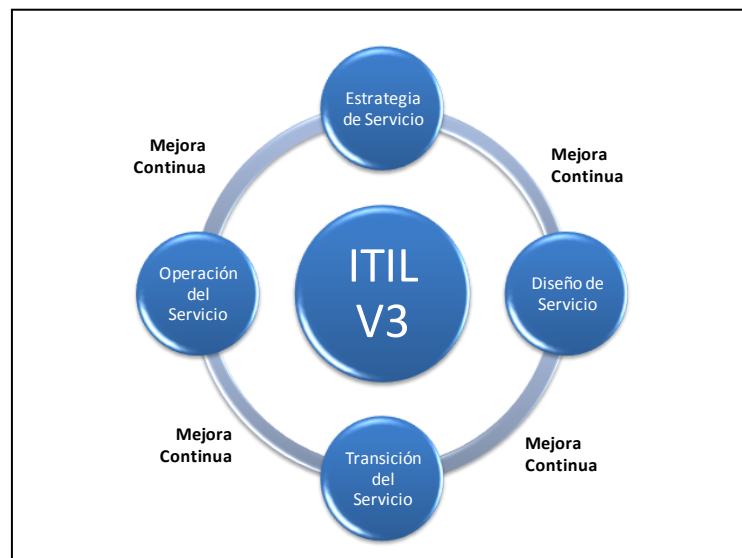 Estrategia
de Servicio
Mejora
Continua
Mejora
Continua
Operación
del
Servicio
ITIL
V3
Diseño de
Servicio
Mejora
Continua
Mejora
Continua
Transición
del
Servicio